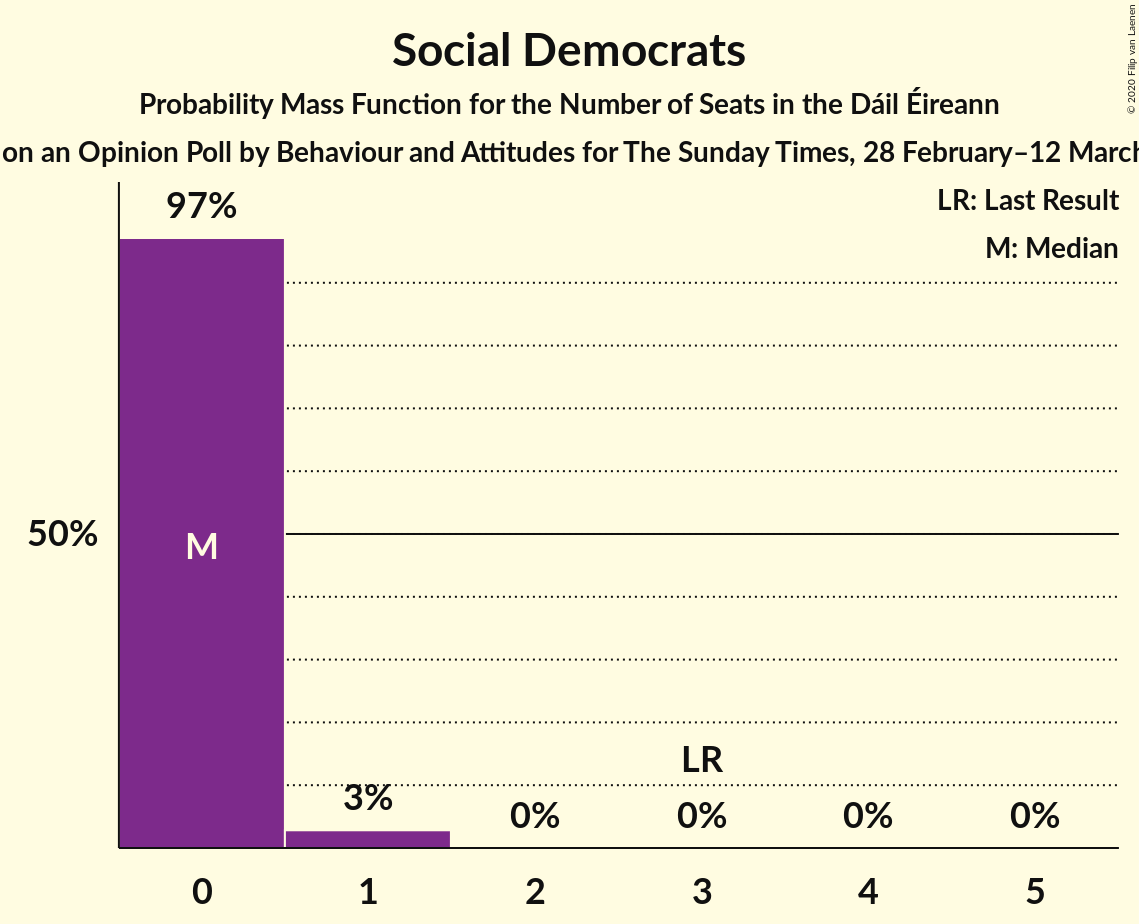 Social Democrats
Probability Mass Function for the Number of Seats in the Dáil Éireann
on an Opinion Poll by Behaviour and Attitudes for The Sunday Times, 28 February–12 March
© 2020 Filip van Laenen
LR: Last Result
M: Median
97%
50%
M
LR
3%
0%
0%
0%
0%
0
1
2
3
4
5